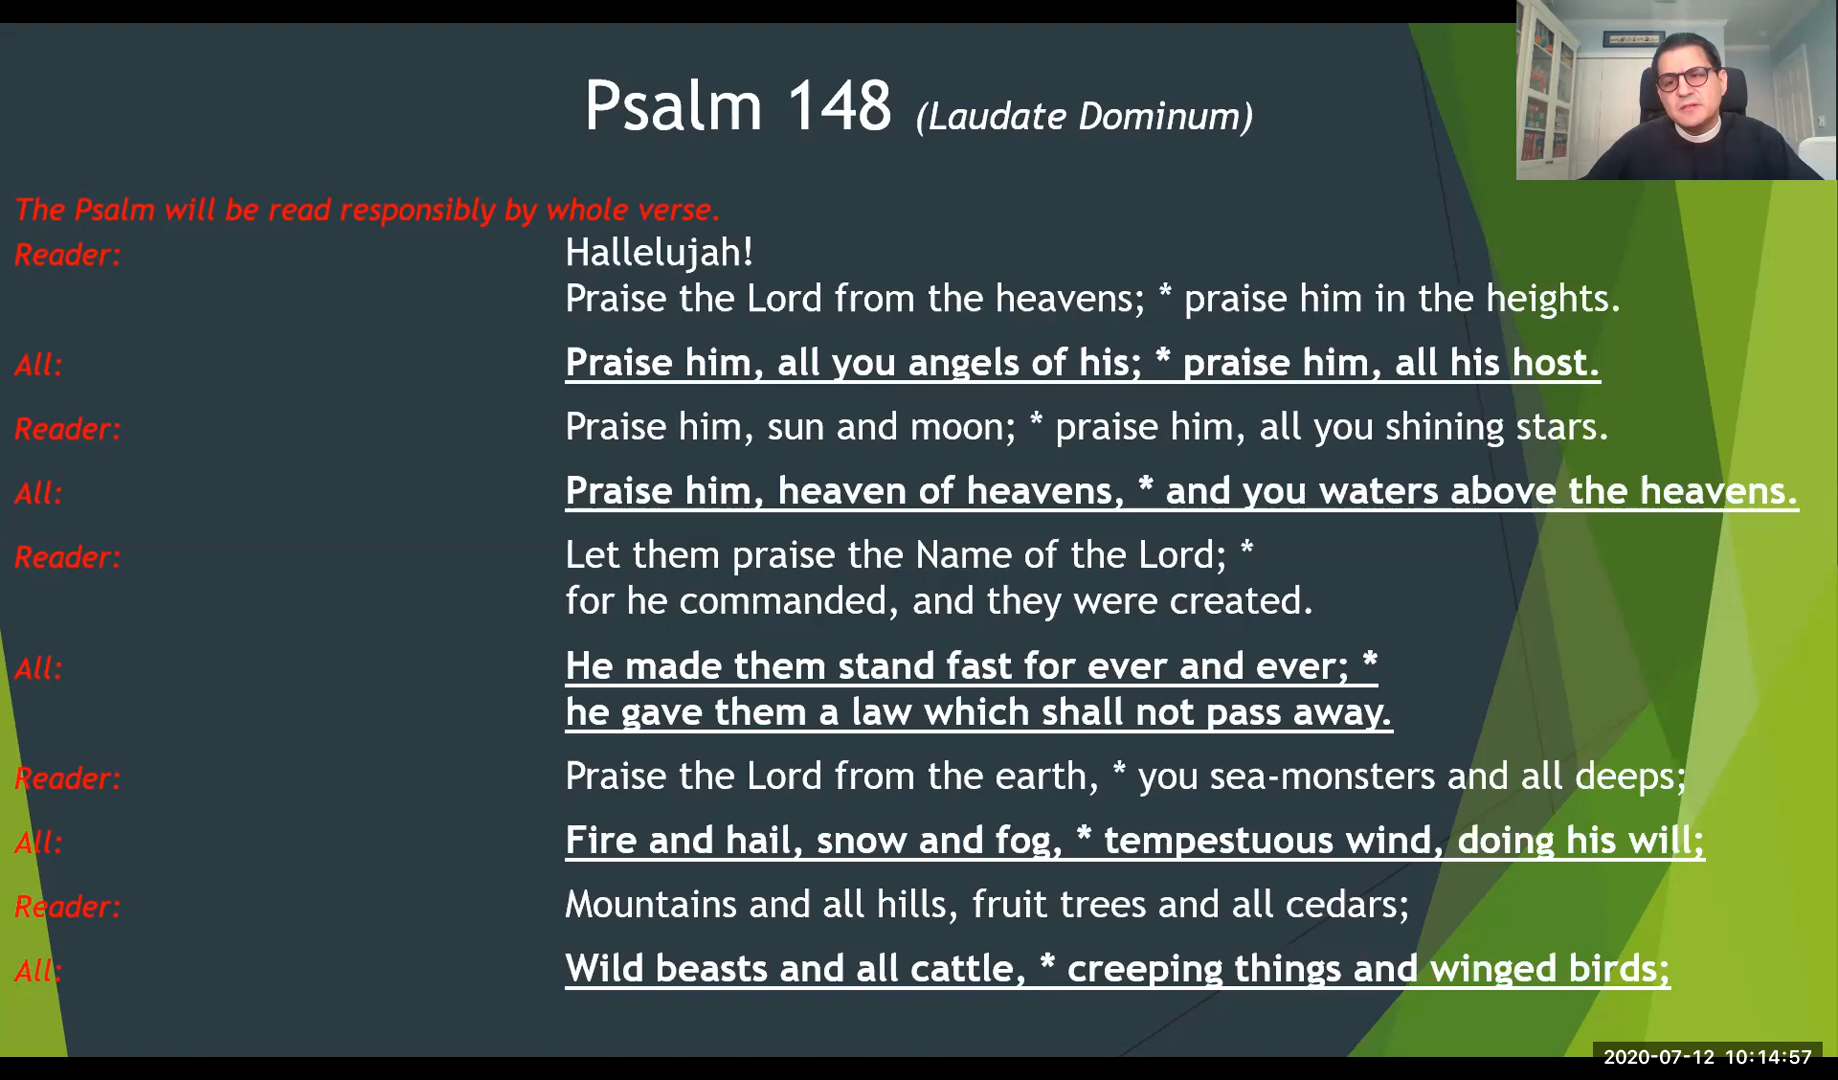 Psalm 148 (Laudate Dominum)
The Psalm will be read responsibly by whole verse.
Reader: Hallelujah!
Praise the Lord from the heavens; * praise him in the heights.
All: Praise him, all you angels of his; * praise him, all his host.
Reader: Praise him, sun and moon; * praise him, all you shining stars.
All: Praise him, heaven of heavens, * and you waters above the heavens.
Reader: Let them praise the Name of the Lord; *
for he commanded, and they were created.
All: He made them stand fast for ever and ever; *
he gave them a law which shall not pass away.
Reader: Praise the Lord from the earth, * you sea-monsters and all deeps;
All: Fire and hail, snow and fog, * tempestuous wind, doing his will;
Reader: Mountains and all hills, fruit trees and all cedars;
All: Wild beasts and all cattle, * creeping things and winged birds;
2020-07-12 10:14:57